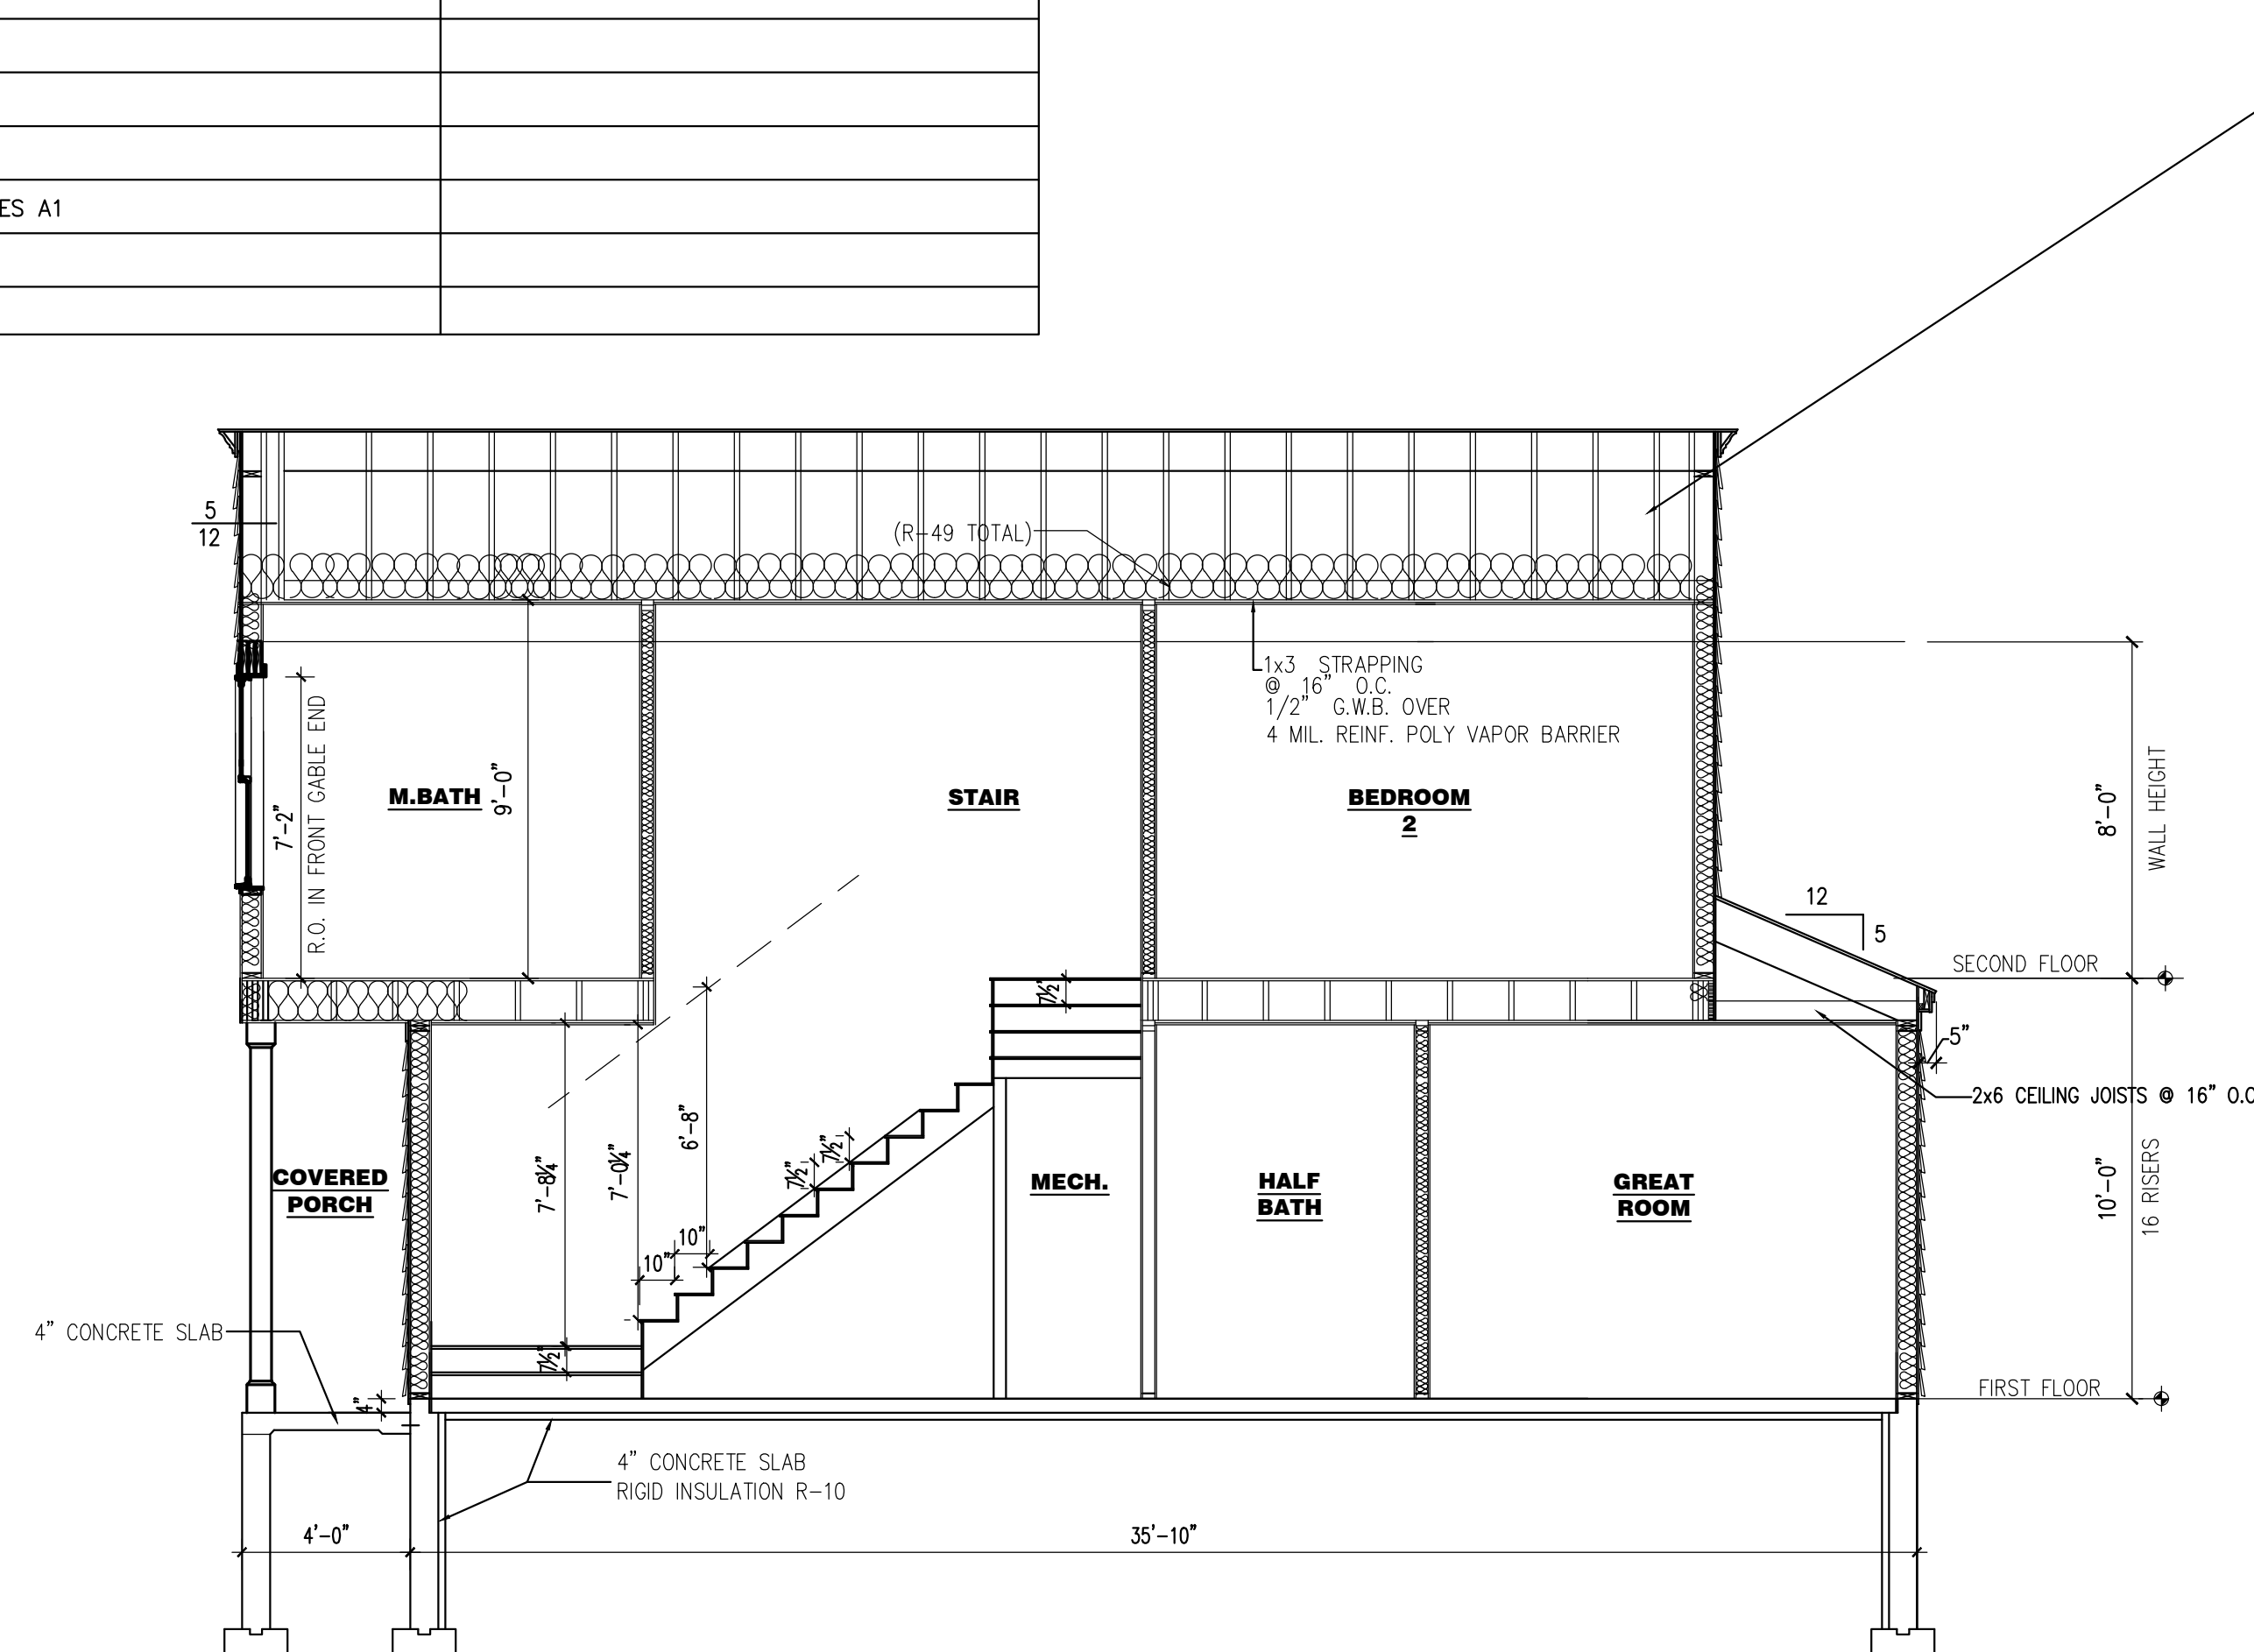 ES A1
5
12
(R-49 TOTAL)
1x3 STRAPPING
@ 16" O.C.
1/2" G.W.B. OVER
4 MIL. REINF. POLY VAPOR BARRIER
M.BATH
9'-0"
7'-2"
R.O. IN FRONT GABLE END
STAIR
BEDROOM
2
8'-0"
WALL HEIGHT
12
5
SECOND FLOOR
7½"
5"
2x6 CEILING JOISTS @ 16" O.C
COVERED
PORCH
7'-8¼"
7'-0¼"
6'-8"
7½"
7½"
10"
10"
MECH.
HALF
BATH
GREAT
ROOM
10'-0"
16 RISERS
4" CONCRETE SLAB
7½"
4"
FIRST FLOOR
4" CONCRETE SLAB
RIGID INSULATION R-10
4'-0"
35'-10"